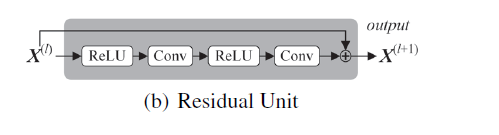 output
X(l) ReLU Conv ReLU Conv X(l+1)
(b) Residual Unit